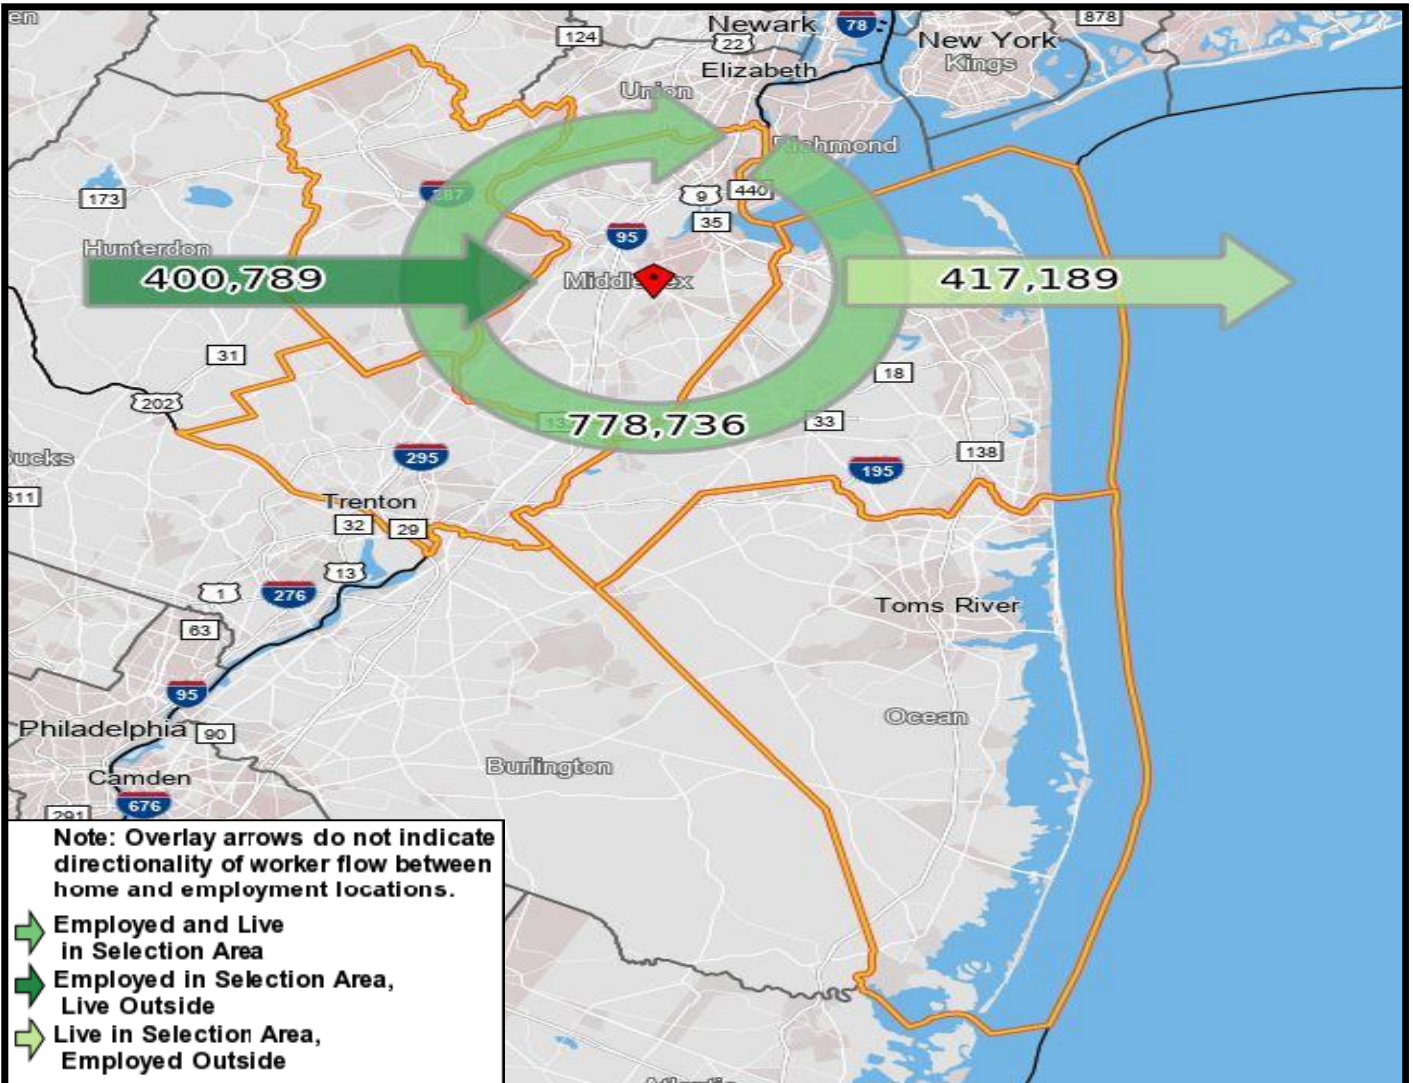 Newark
78
878
124
22
New York
Kings
Elizabeth
Union
Richmond
173
287
9
440
35
Hunterdon
95
400,789
Middlesex
417,189
31
18
202
778,736
33
138
295
195
Trenton
32
29
13
1
276
63
Toms River
95
Philadelphia
90
Ocean
Burlington
Camden
676
291
Note: Overlay arrows do not indicate
directionality of worker flow between
home and employment locations.
Employed and Live
in Selection Area
Employed in Selection Area,
Live Outside
Live in Selection Area,
Employed Outside